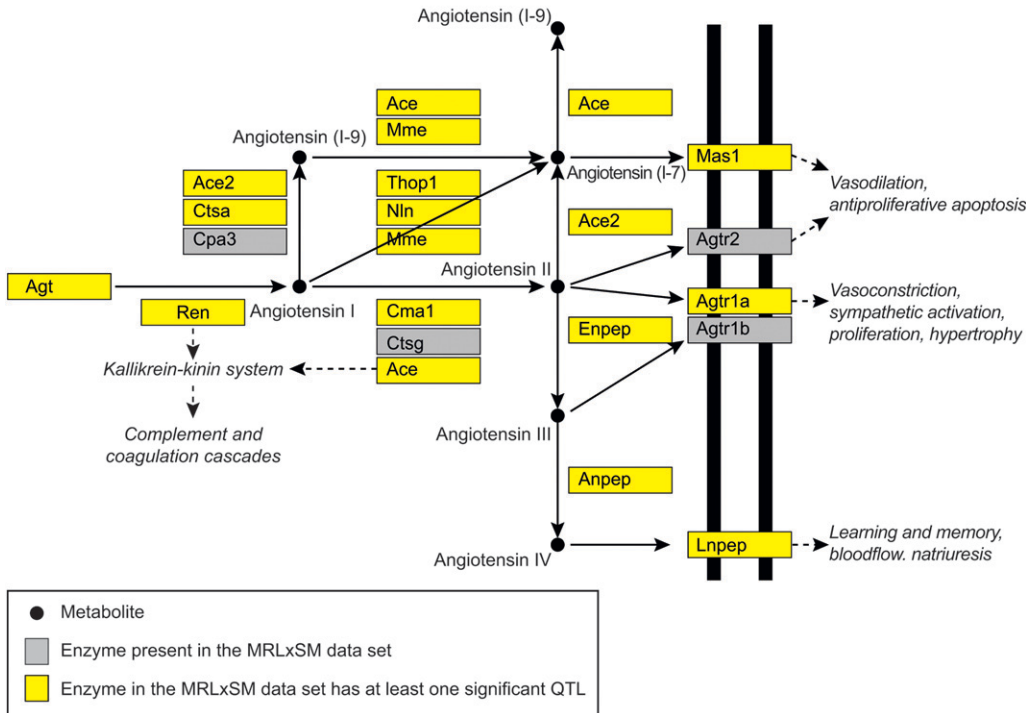 Angiotensin (I-9)
Ace
Mme
Ace
Angiotensin (I-9)
Mas1
Angiotensin (I-7)
Ace2
Ctsa
Cpa3
Thop1
Nln
Mme
Ace2
Vasodilation,
antiproliferative apoptosis
Agtr2
Angiotensin II
Agt
Angiotensin I
Ren
Cma1
Ctsg
Ace
Enpep
Agtr1a
Agtr1b
Vasoconstriction,
sympathetic activation,
proliferation, hypertrophy
Kallikrein-kinin system
Complement and
coagulation cascades
Angiotensin III
Anpep
Angiotensin IV
Lnpep
Learning and memory,
bloodflow. natriuresis
Metabolite
Enzyme present in the MRLxSM data set
Enzyme in the MRLxSM data set has at least one significant QTL